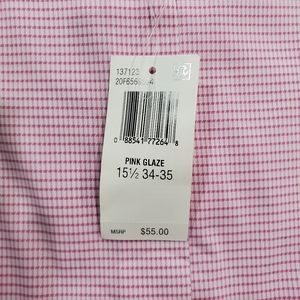 137123
0 88541 77264 8
PINK GLAZE
15½ 34-35
MSRP $55.00